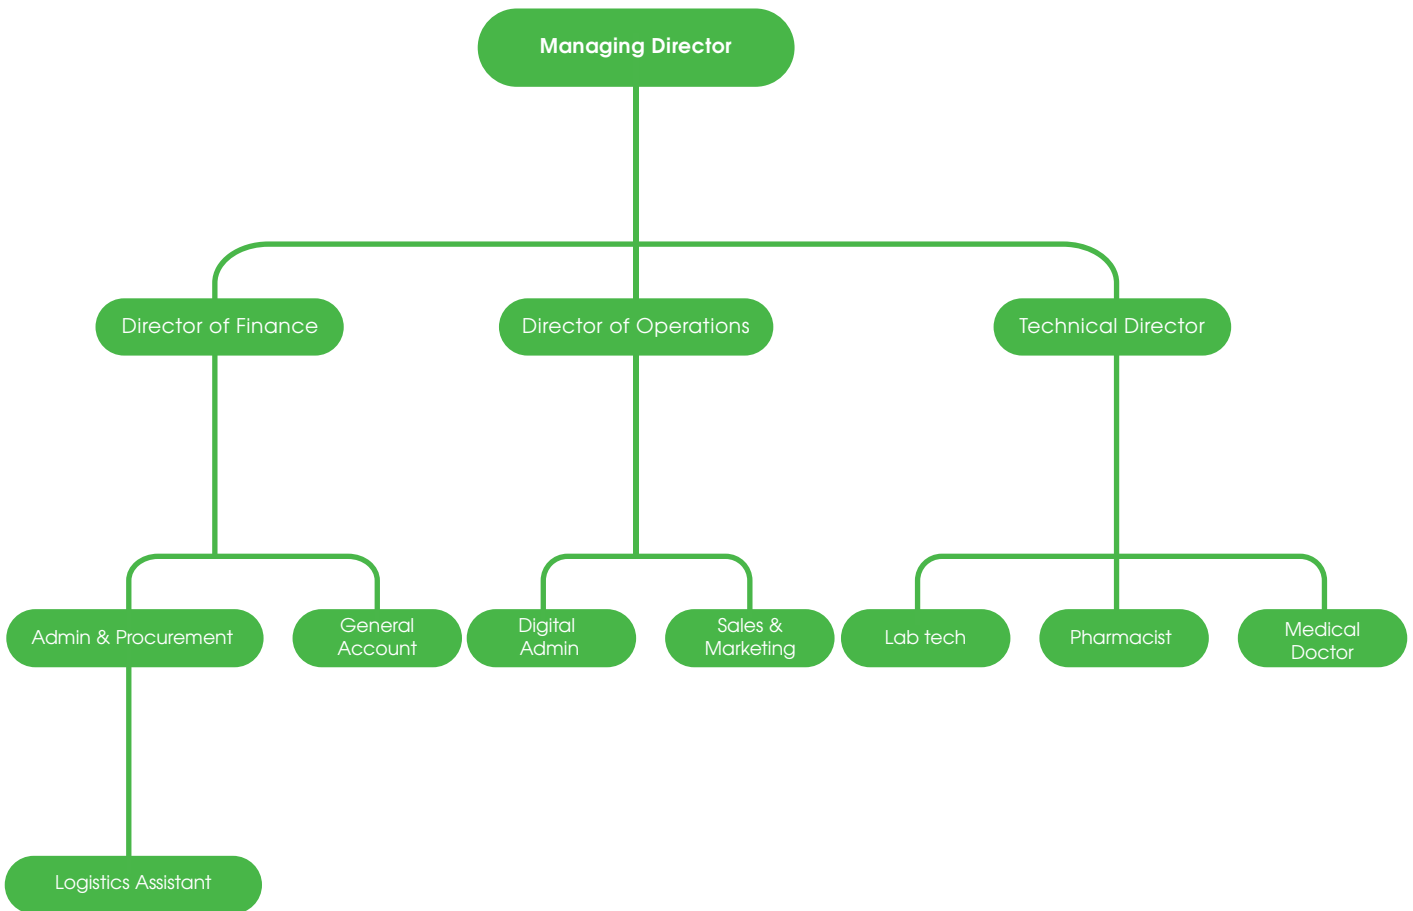 Managing Director
Director of Finance
Director of Operations
Technical Director
Admin & Procurement
General
Account
Digital
Admin
Sales &
Marketing
Lab tech
Pharmacist
Medical
Doctor
Logistics Assistant